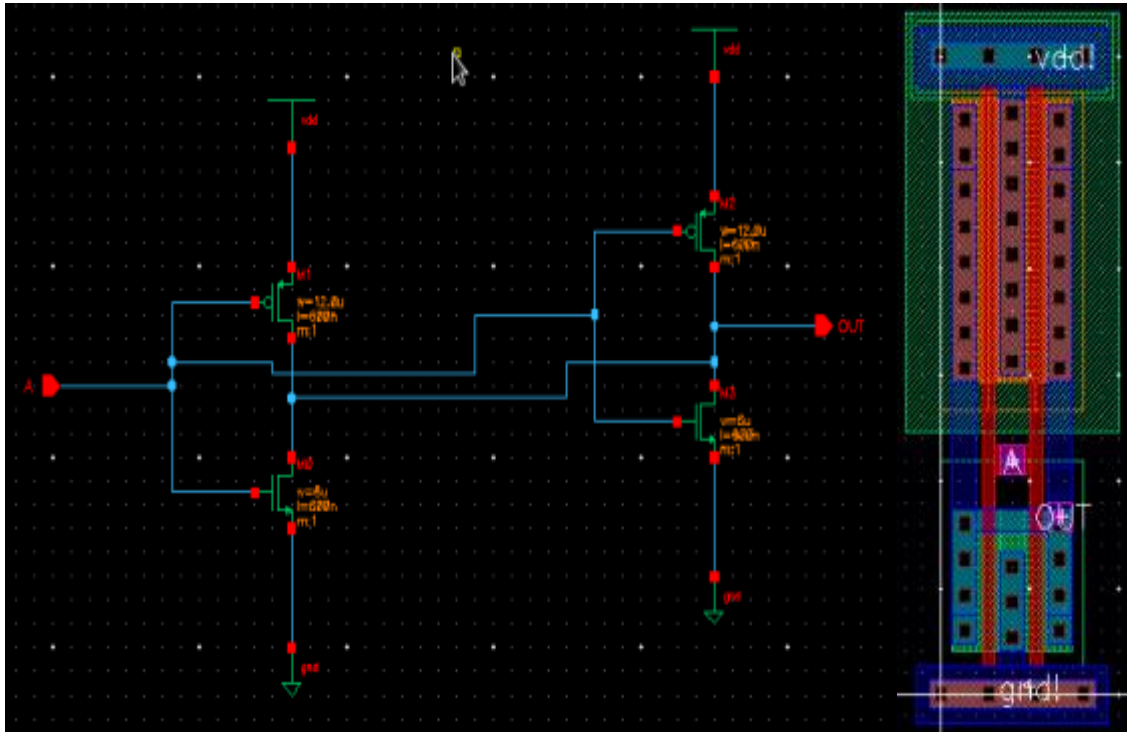 vdd
vdd
M2
w=12.0u
l=600n
m:1
M1
w=12.0u
l=600n
m:1
OUT
A
M3
w=6u
l=600n
m:1
M0
w=6u
l=600n
m:1
gnd
gnd
vdd!
A
OUT
gnd!